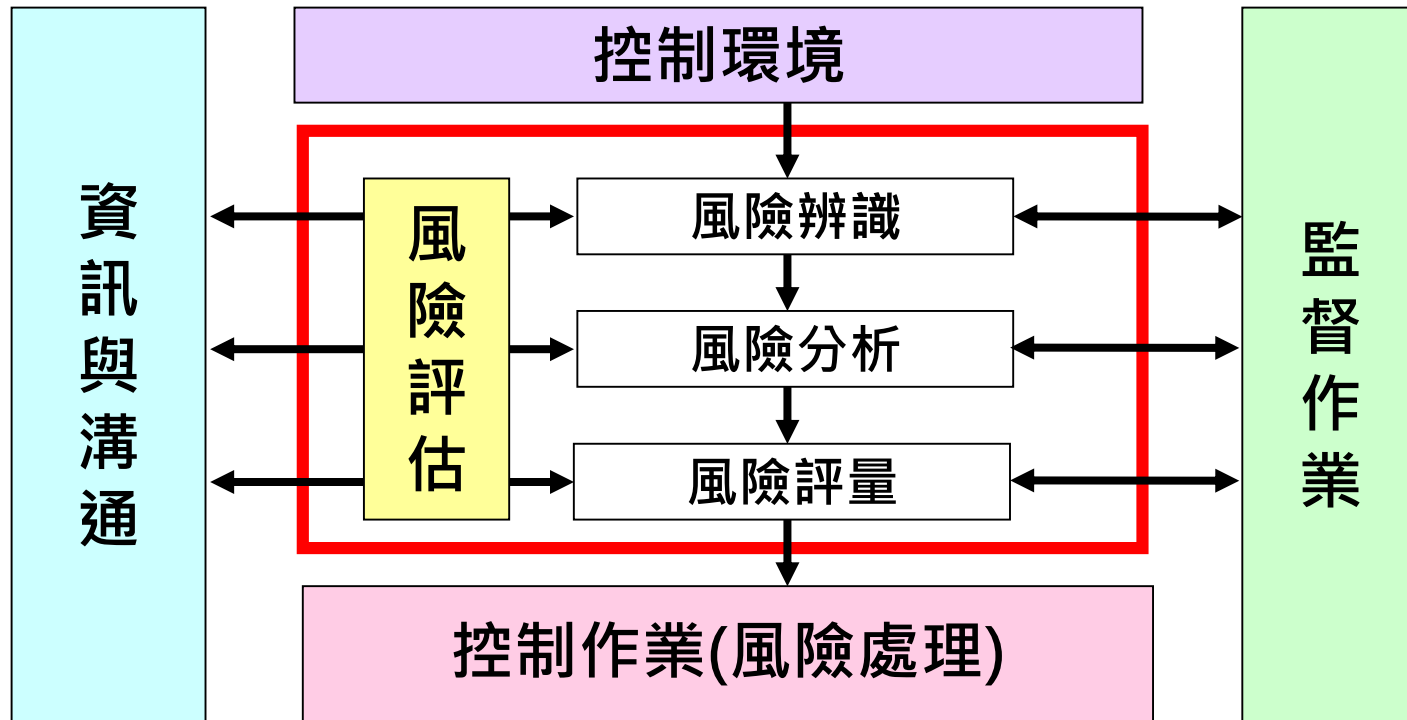 控制環境
資訊與溝通
風險評估
風險辨識
風險分析
風險評量
監督作業
控制作業(風險處理)